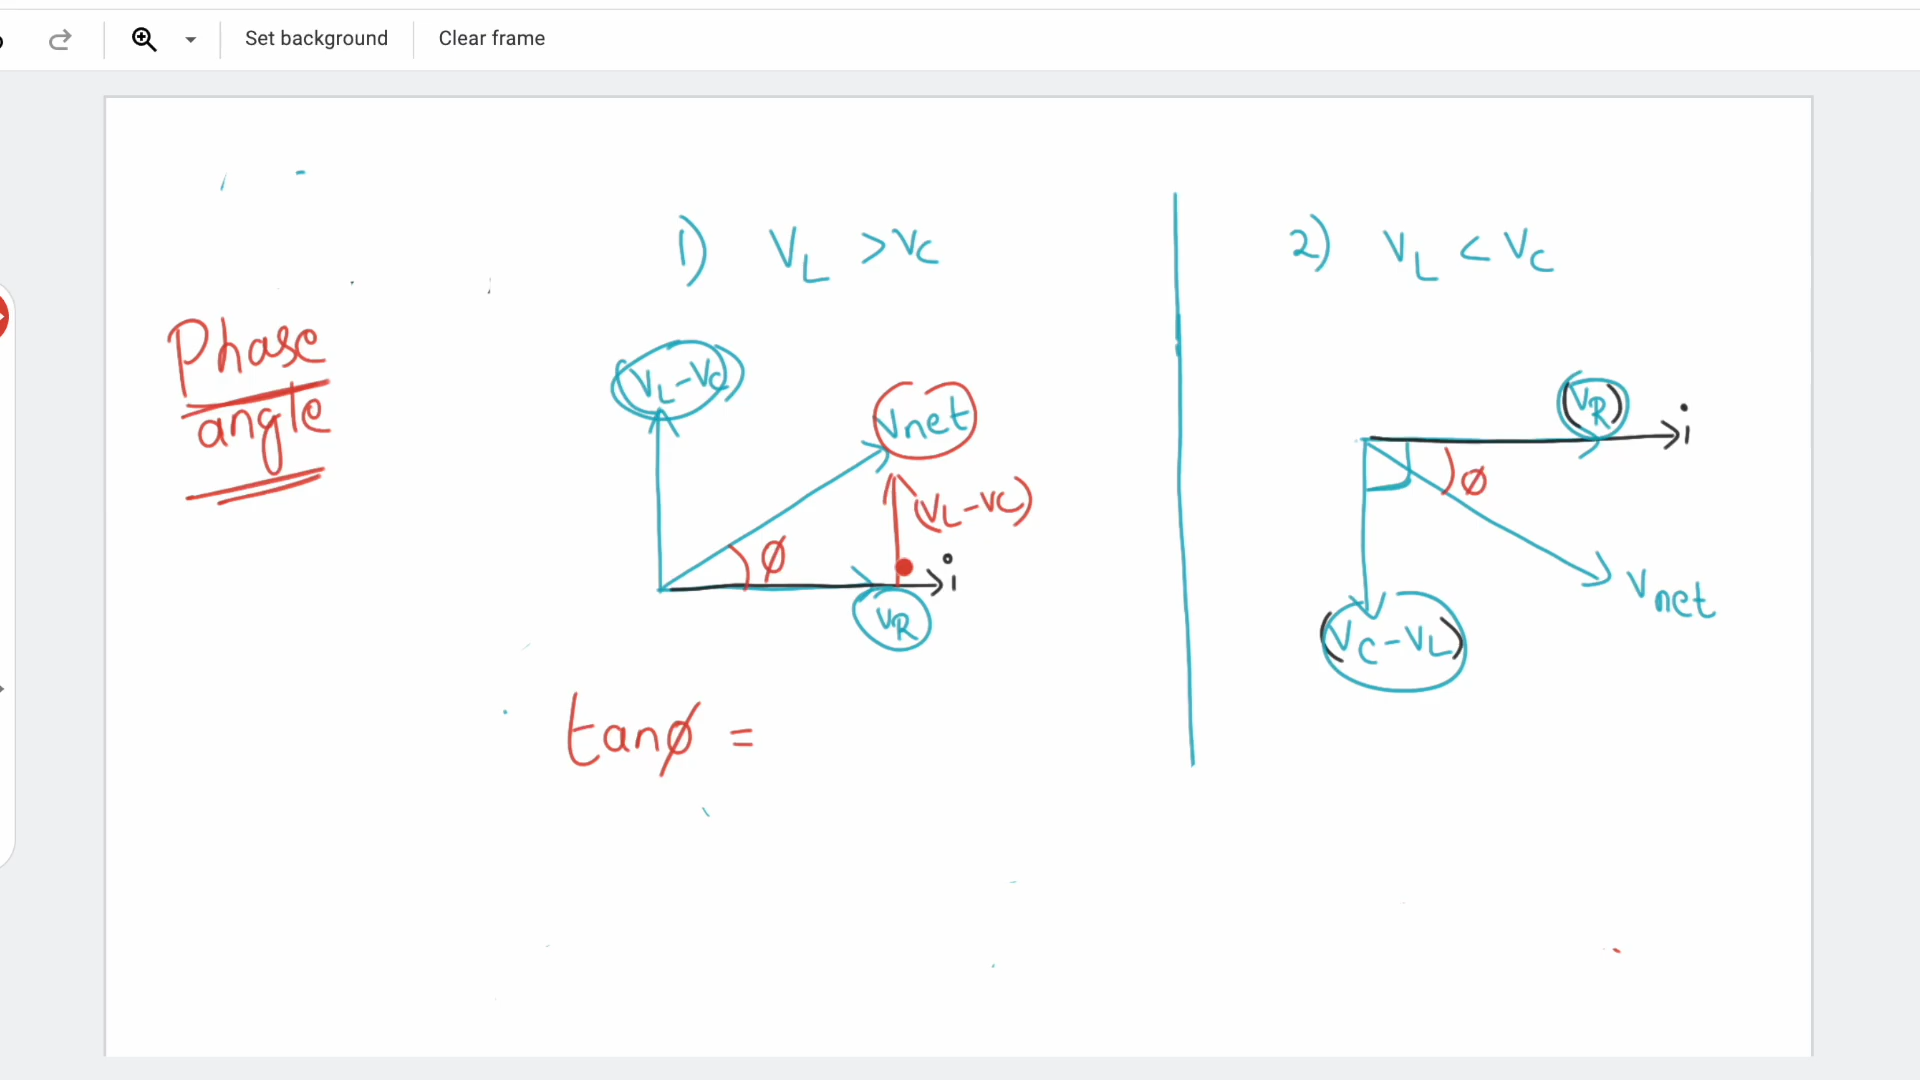 Set background
Clear frame
Phase
angle
1) VL > VC
(VL-VC)
Vnet
(VL-VC)
ø
i
VR
tanø =
2) VL < VC
(VR)
i
ø
Vnet
(VC-VL)